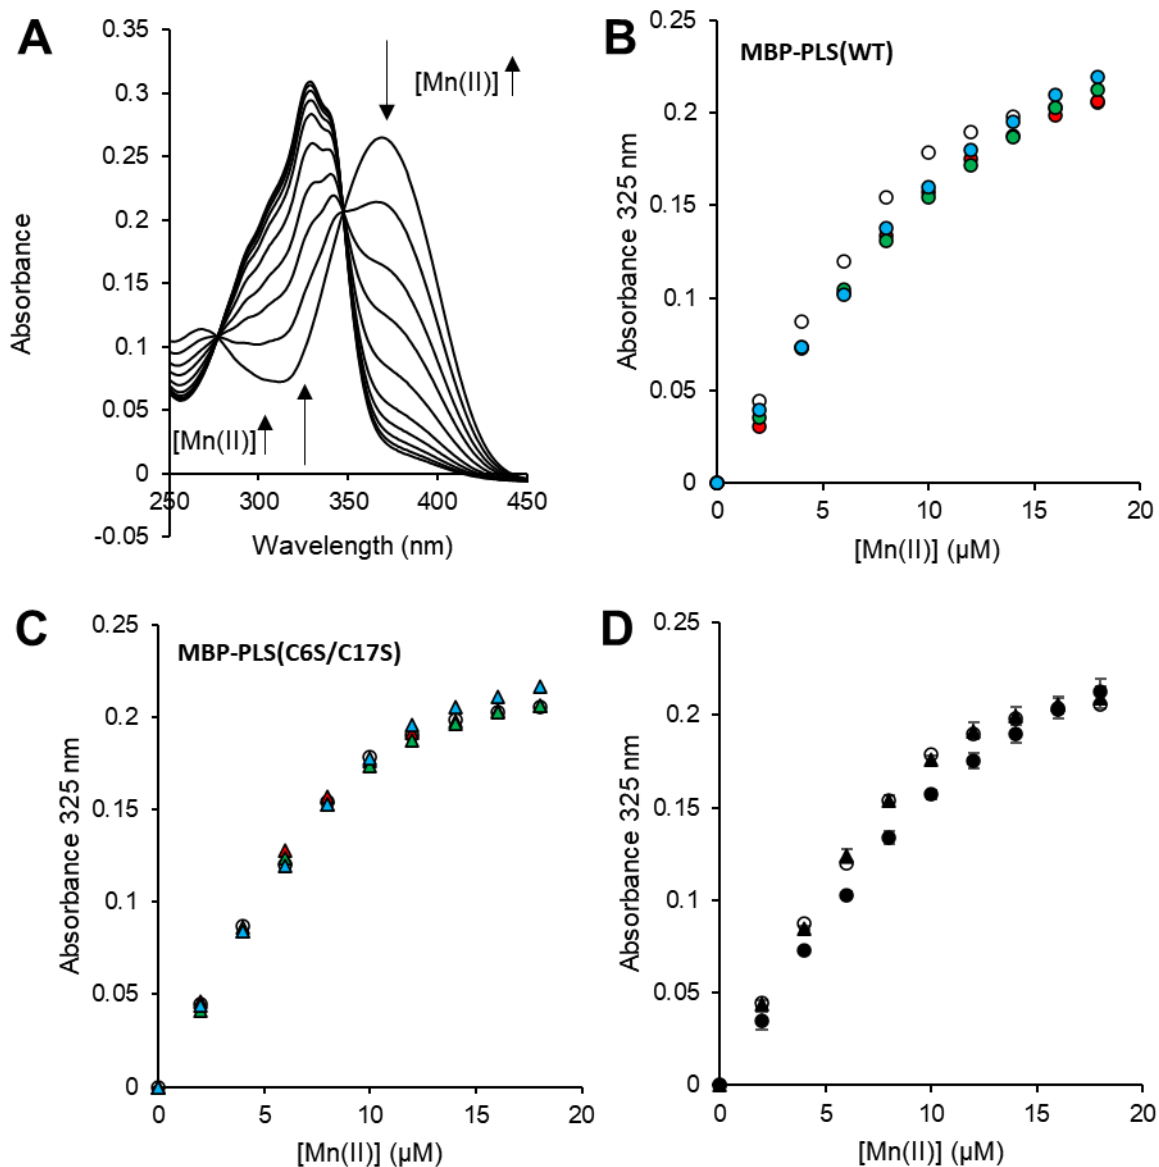 A
0.35
0.3
0.25
0.2
0.15
0.1
0.05
0
-0.05
Absorbance
[Mn(II)]
[Mn(II)]
250 300 350 400 450
Wavelength (nm)
B
MBP-PLS(WT)
0.25
0.2
0.15
0.1
0.05
0
Absorbance 325 nm
0 5 10 15 20
[Mn(II)] (µM)
C
MBP-PLS(C6S/C17S)
0.25
0.2
0.15
0.1
0.05
0
Absorbance 325 nm
0 5 10 15 20
[Mn(II)] (µM)
D
0.25
0.2
0.15
0.1
0.05
0
Absorbance 325 nm
0 5 10 15 20
[Mn(II)] (µM)